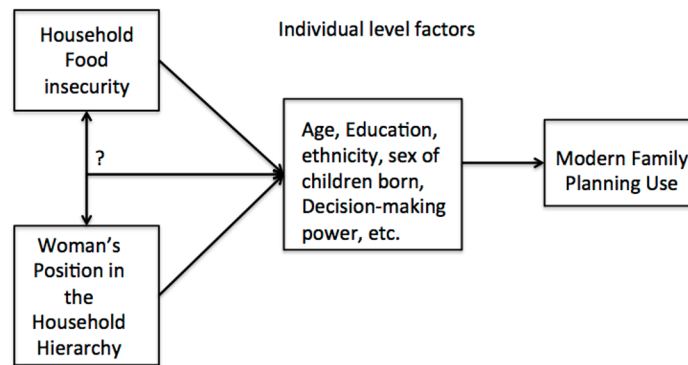 Household
Food
insecurity
Individual level factors
?
Age, Education,
ethnicity, sex of
children born,
Decision-making
power, etc.
Modern Family
Planning Use
Woman's
Position in
the
Household
Hierarchy